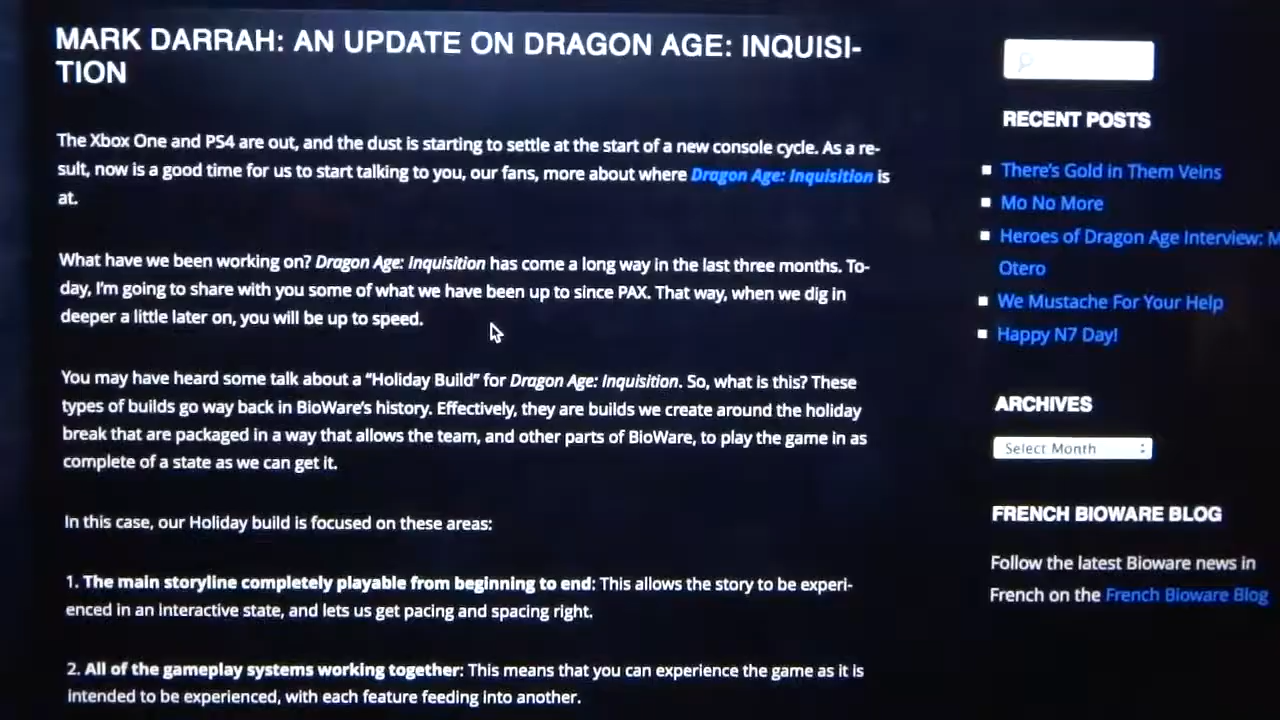 MARK DARRAH: AN UPDATE ON DRAGON AGE: INQUISI-
TION
The Xbox One and PS4 are out, and the dust is starting to settle at the start of a new console cycle. As a re-
sult, now is a good time for us to start talking to you, our fans, more about where Dragon Age: Inquisition is
at.
What have we been working on? Dragon Age: Inquisition has come a long way in the last three months. To-
day, I'm going to share with you some of what we have been up to since PAX. That way, when we dig in
deeper a little later on, you will be up to speed.
You may have heard some talk about a “Holiday Build” for Dragon Age: Inquisition. So, what is this? These
types of builds go way back in BioWare's history. Effectively, they are builds we create around the holiday
break that are packaged in a way that allows the team, and other parts of BioWare, to play the game in as
complete of a state as we can get it.
In this case, our Holiday build is focused on these areas:
1. The main storyline completely playable from beginning to end: This allows the story to be experi-
enced in an interactive state, and lets us get pacing and spacing right.
2. All of the gameplay systems working together: This means that you can experience the game as it is
intended to be experienced, with each feature feeding into another.
RECENT POSTS
There's Gold in Them Veins
Mo No More
Heroes of Dragon Age Interview: M
Otero
We Mustache For Your Help
Happy N7 Day!
ARCHIVES
Select Month
FRENCH BIOWARE BLOG
Follow the latest Bioware news in
French on the French Bioware Blog